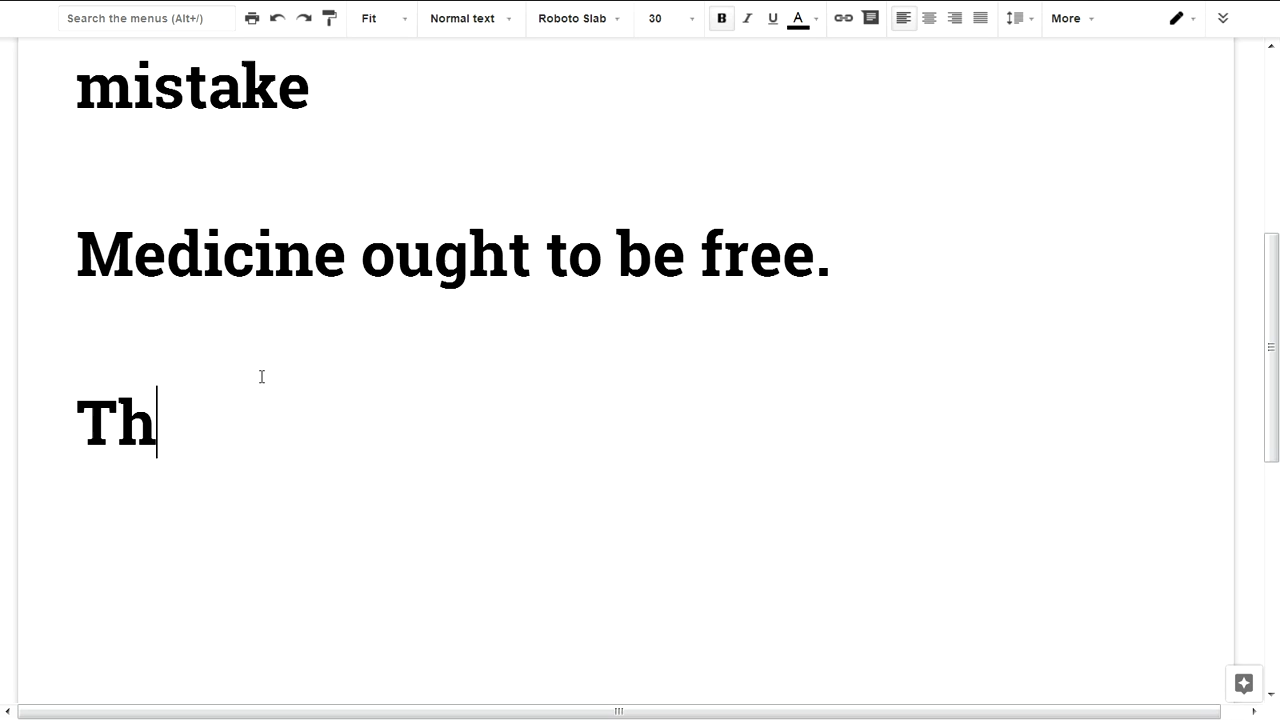 Search the menus (Alt+/) Fit Normal text Roboto Slab 30 B I U A More
mistake
Medicine ought to be free.
Th